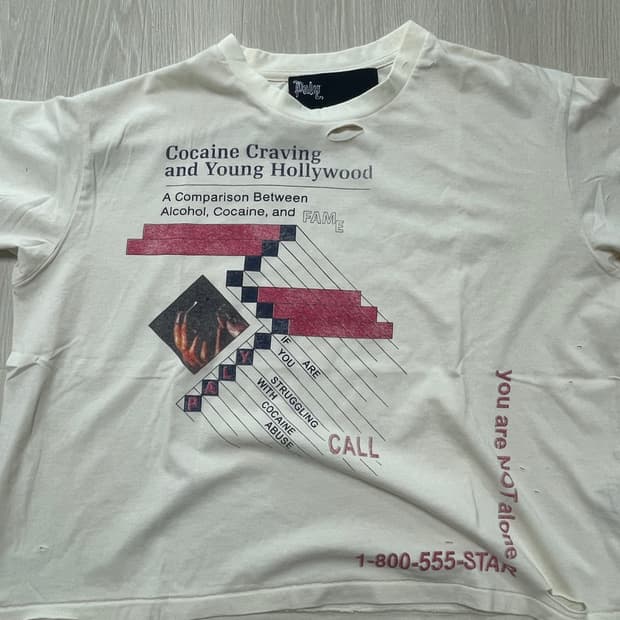 Paly
Cocaine Craving
and Young Hollywood
A Comparison Between
Alcohol, Cocaine, and FAME
PALY
IF YOU ARE
STRUGGLING
WITH
COCAINE
ABUSE
CALL
you are NOT alone
1-800-555-STAR